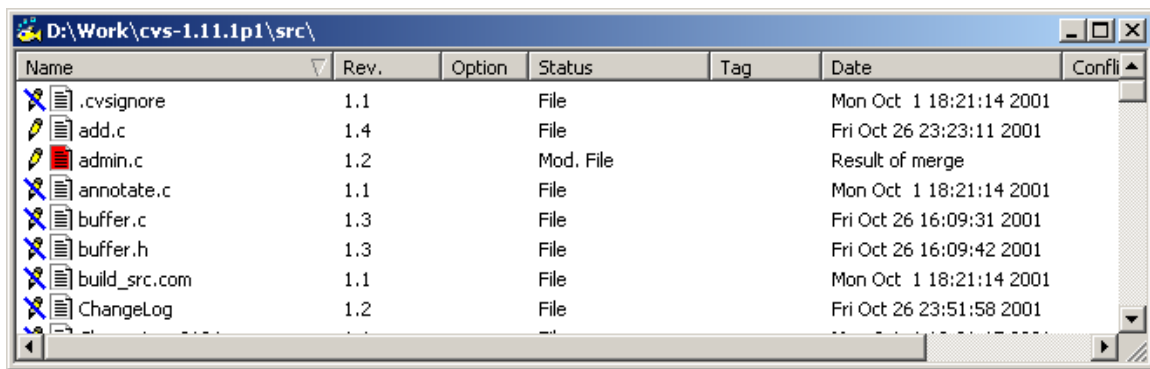 D:\Work\cvs-1.11.1p1\src\
Name Rev. Option Status Tag Date Confli
.cvsignore 1.1 File Mon Oct 1 18:21:14 2001
add.c 1.4 File Fri Oct 26 23:23:11 2001
admin.c 1.2 Mod. File Result of merge
annotate.c 1.1 File Mon Oct 1 18:21:14 2001
buffer.c 1.3 File Fri Oct 26 16:09:31 2001
buffer.h 1.3 File Fri Oct 26 16:09:42 2001
build_src.com 1.1 File Mon Oct 1 18:21:14 2001
ChangeLog 1.2 File Fri Oct 26 23:51:58 2001